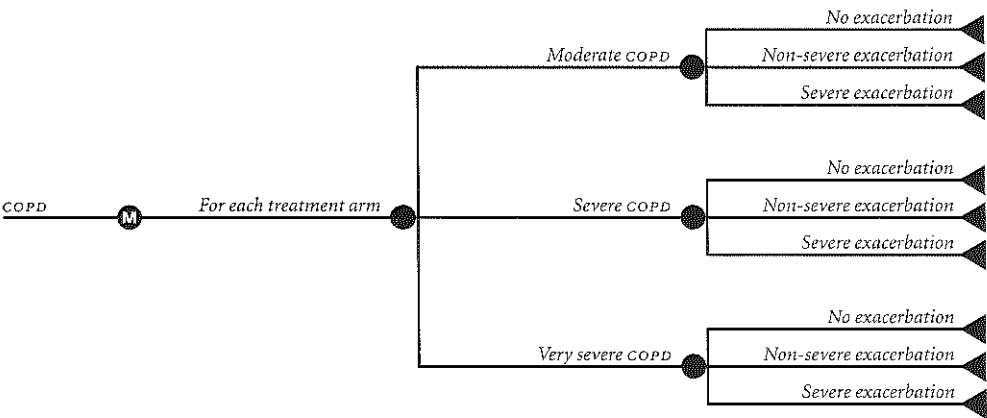 No exacerbation
Moderate COPD
Non-severe exacerbation
Severe exacerbation
No exacerbation
COPD
M
For each treatment arm
Severe COPD
Non-severe exacerbation
Severe exacerbation
No exacerbation
Very severe COPD
Non-severe exacerbation
Severe exacerbation